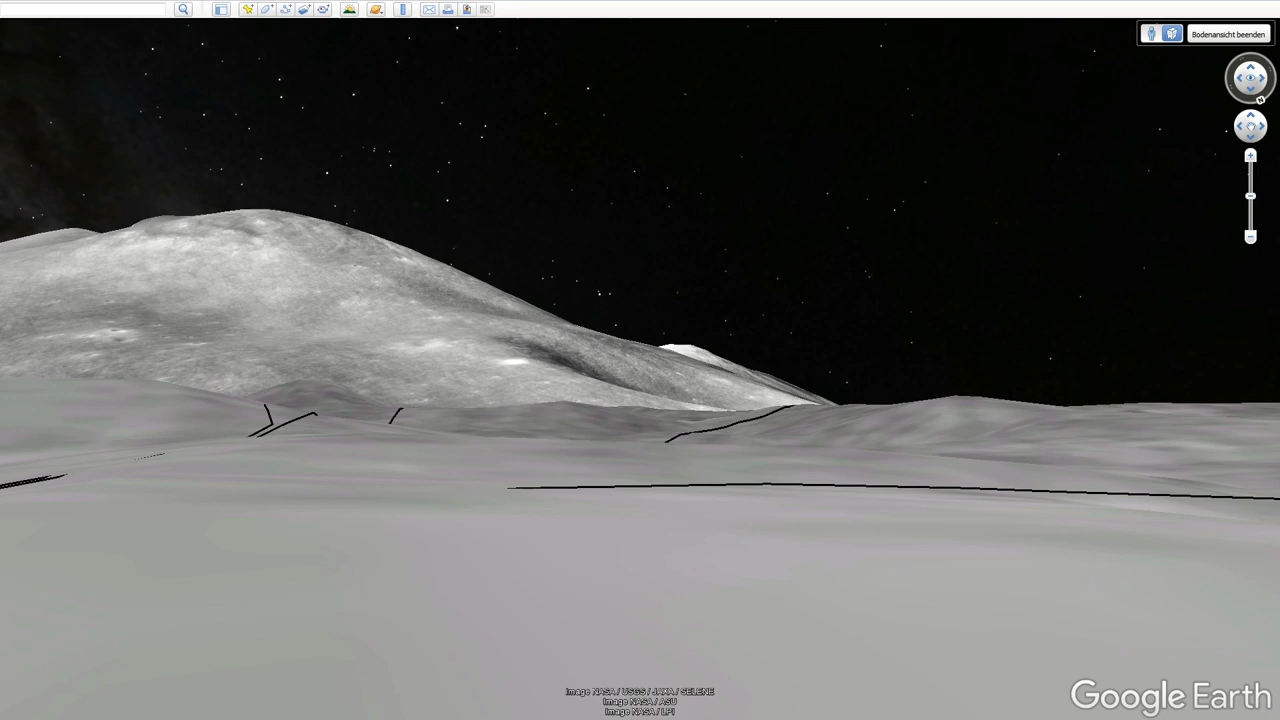 Bodenansicht beenden
N
Image NASA / USGS / JAXA / SELENE
Image NASA / ASU
Image NASA / LPI
Google Earth